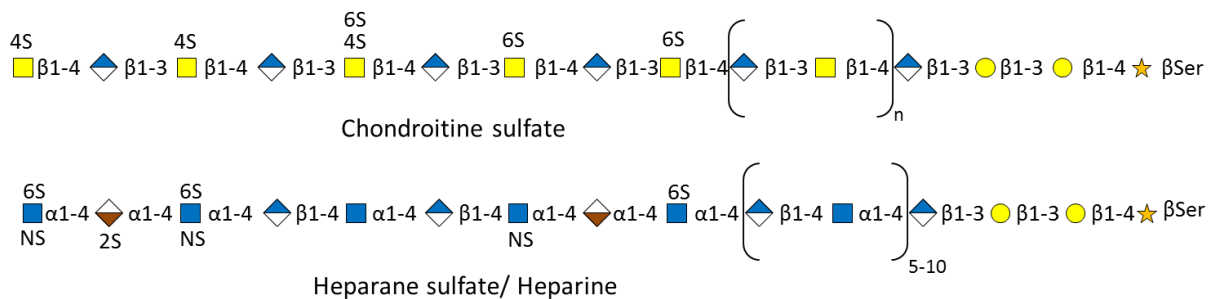 6S
4S 4S 4S 6S 6S
β1-4 β1-3 β1-4 β1-3 β1-4 β1-3 β1-4 β1-3 β1-4 β1-3 β1-4 β1-3 β1-3 β1-4 βSer
n
Chondroitine sulfate
6S 6S 6S
α1-4 α1-4 α1-4 β1-4 α1-4 β1-4 α1-4 α1-4 α1-4 β1-4 α1-4 β1-3 β1-3 β1-4 βSer
NS 2S NS NS
5-10
Heparane sulfate/ Heparine